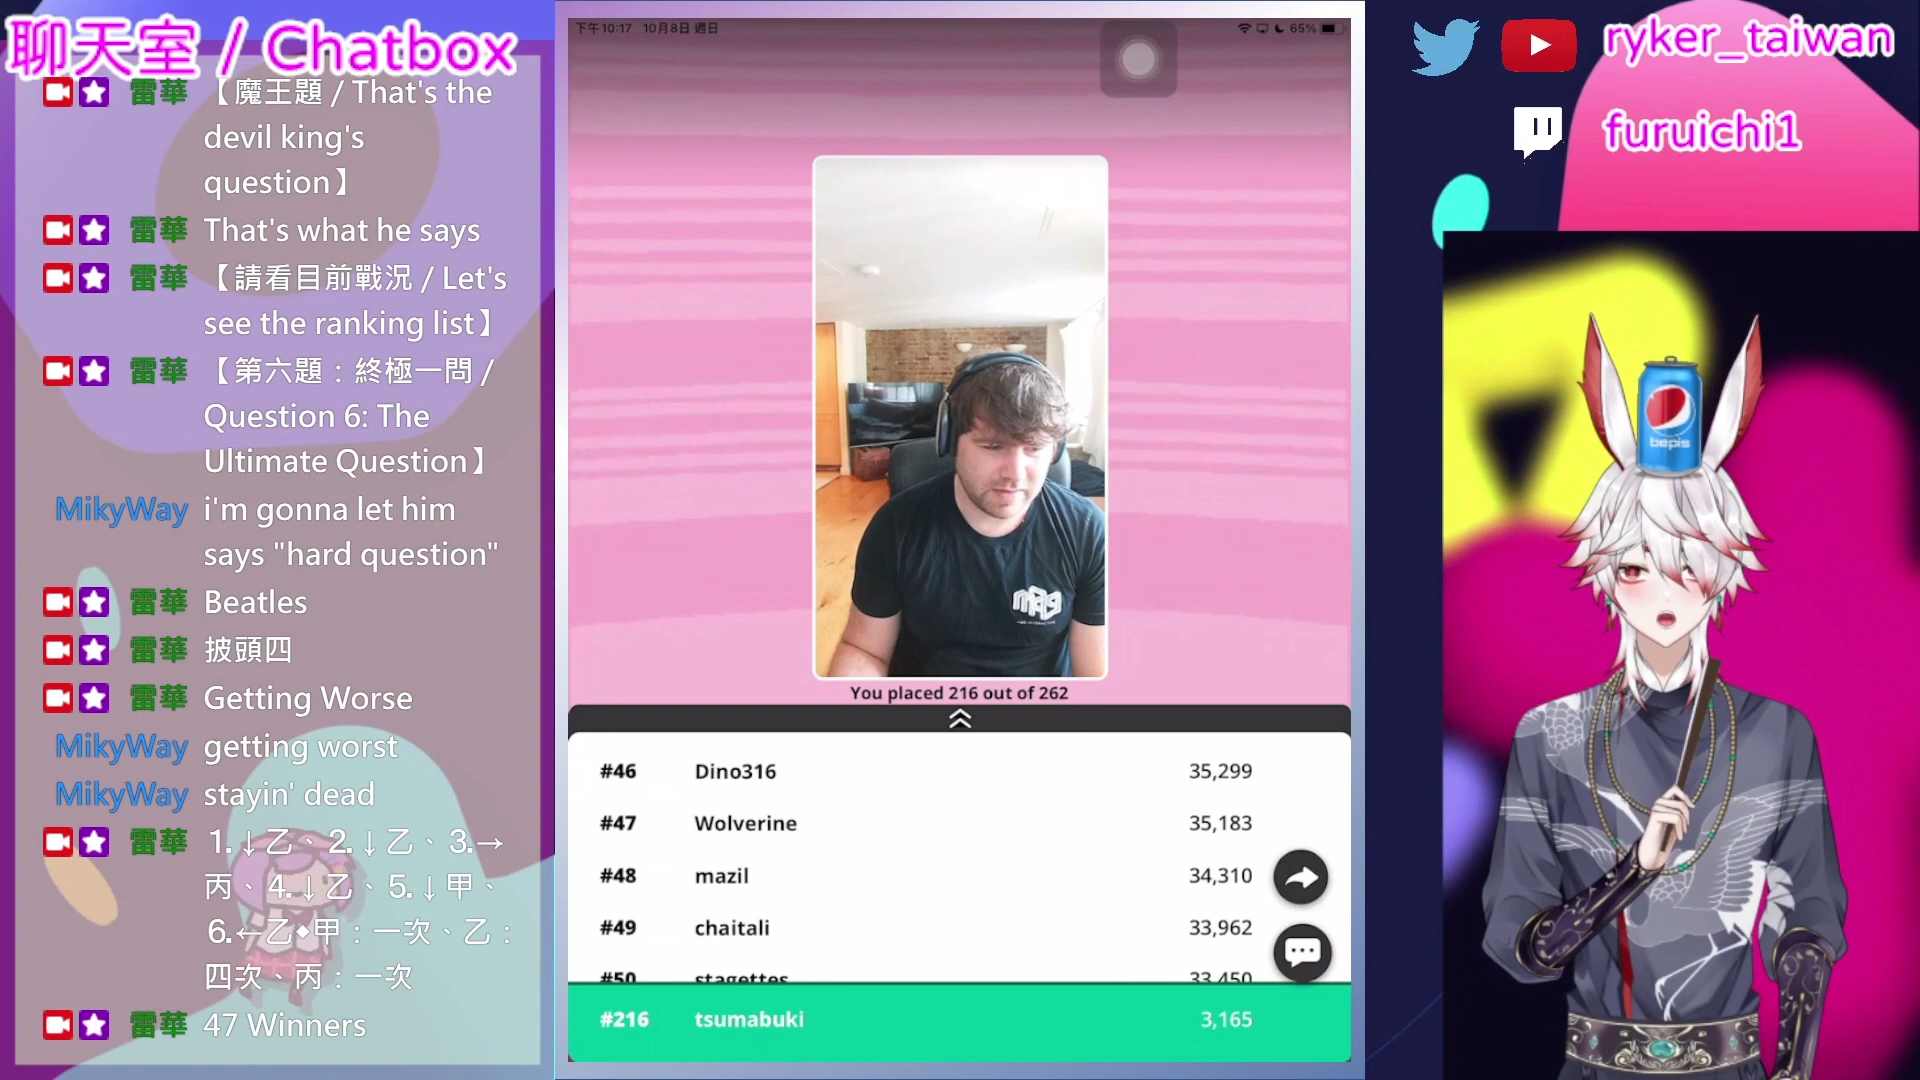 聊天室 / Chatbox
雷華 【魔王題 / That's the
devil king's
question】
雷華 That's what he says
雷華 【請看目前戰況 / Let's
see the ranking list】
雷華 【第六題：終極一問 /
Question 6: The
Ultimate Question】
MikyWay i'm gonna let him
says "hard question"
雷華 Beatles
雷華 披頭四
雷華 Getting Worse
MikyWay getting worst
MikyWay stayin' dead
雷華 1.↓乙、2.↓乙、3.→
丙、4.↓乙、5.↓甲、
6.←乙◆甲：一次、乙：
四次、丙：一次
雷華 47 Winners
下午10:17 10月8日 週日
65%
You placed 216 out of 262
#46 Dino316 35,299
#47 Wolverine 35,183
#48 mazil 34,310
#49 chaitali 33,962
#50 stagettes 33,450
#216 tsumabuki 3,165
ryker_taiwan
furuichi1
bepis